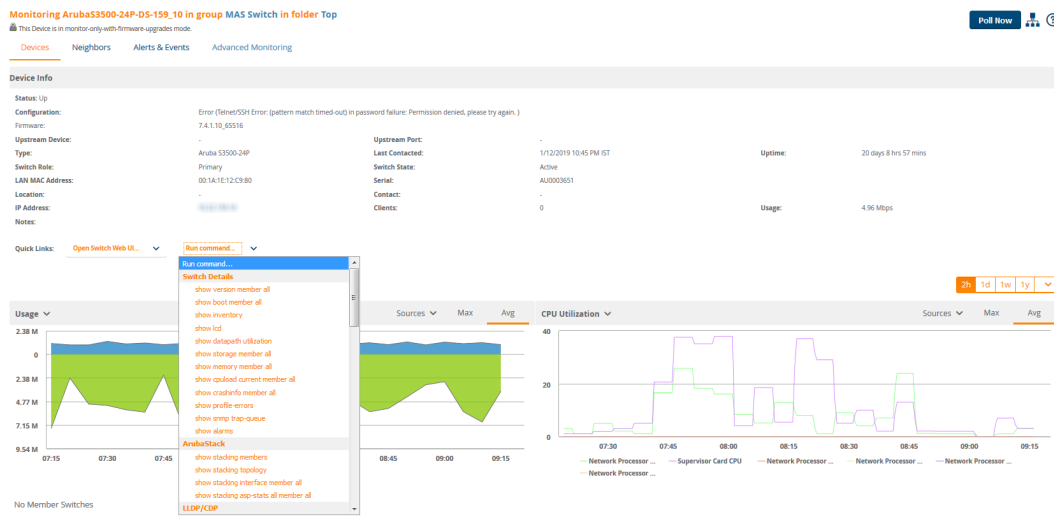 Monitoring ArubaS3500-24P-DS-159_10 in group MAS Switch in folder Top
This Device is in monitor-only-with-firmware-upgrades mode.
Poll Now
Devices Neighbors Alerts & Events Advanced Monitoring
Device Info
Status: Up
Configuration: Error (Telnet/SSH Error: (pattern match timed-out) in password failure: Permission denied, please try again. )
Firmware: 7.4.1.10_65516
Upstream Device: - Upstream Port: -
Type: Aruba S3500-24P Last Contacted: 1/12/2019 10:45 PM IST Uptime: 20 days 8 hrs 57 mins
Switch Role: Primary Switch State: Active
LAN MAC Address: 00:1A:1E:12:C9:80 Serial: AU0003651
Location: - Contact: -
IP Address: Clients: 0 Usage: 4.96 Mbps
Notes:
Quick Links: Open Switch Web UI... Run command...
Run command...
Switch Details
show version member all
show boot member all
show inventory
show lcd
show datapath utilization
show storage member all
show memory member all
show cpuload current member all
show crashinfo member all
show profile-errors
show snmp trap-queue
show alarms
ArubaStack
show stacking members
show stacking topology
show stacking interface member all
show stacking asp-stats all member all
LLDP/CDP
2h 1d 1w 1y
Usage Sources Max Avg
2.38 M
0
2.38 M
4.77 M
7.15 M
9.54 M
07:15 07:30 07:45 08:45 09:00 09:15
CPU Utilization Sources Max Avg
40
20
0
07:30 07:45 08:00 08:15 08:30 08:45 09:00 09:15
Network Processor ... Supervisor Card CPU Network Processor ... Network Processor ... Network Processor ...
Network Processor ...
No Member Switches